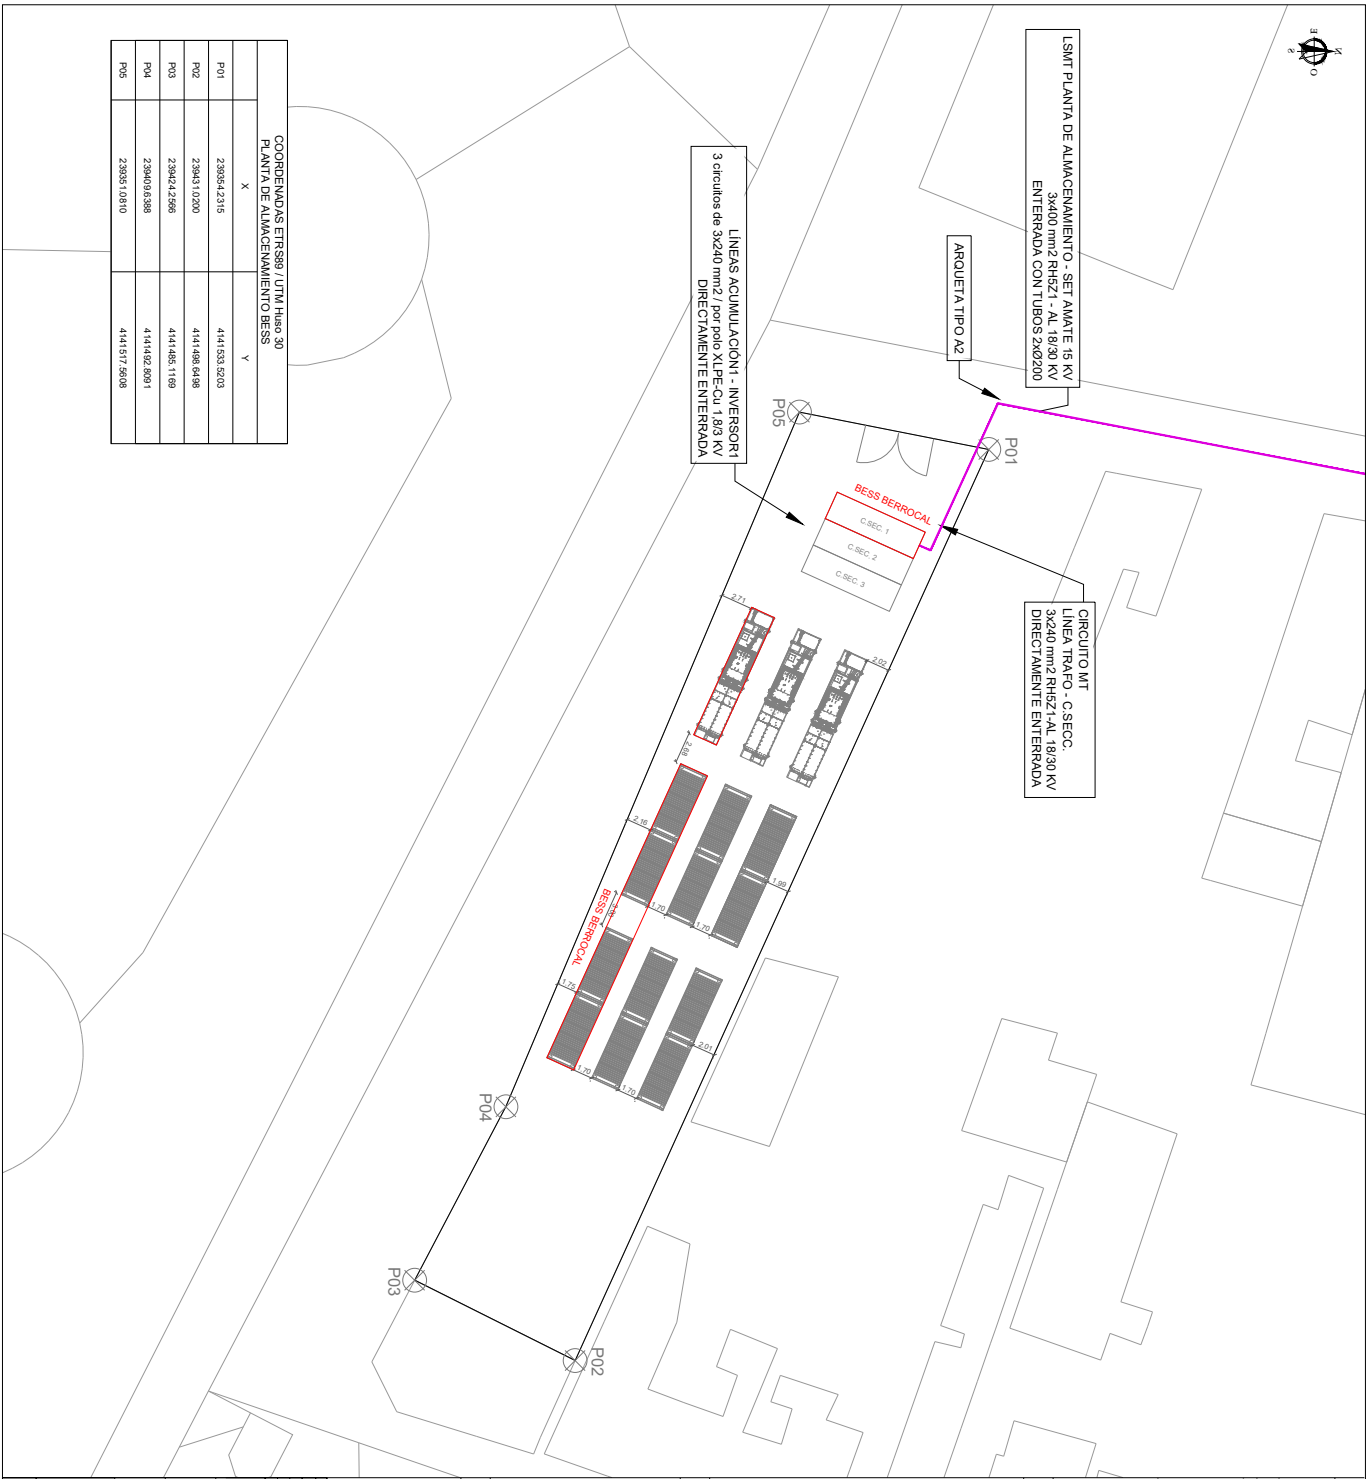 N
E
S
O
LSMT PLANTA DE ALMACENAMIENTO - SET AMATE 15 KV
3x400 mm2 RH5Z1 - AL 18/30 KV
ENTERRADA CON TUBOS 2xØ200
ARQUETA TIPO A2
LÍNEAS ACUMULACIÓN1 - INVERSOR1
3 circuitos de 3x240 mm2 / por polo XLPE-Cu 1,8/3 KV
DIRECTAMENTE ENTERRADA
CIRCUITO MT
LÍNEA TRAFO - C.SECC.
3x240 mm2 RH5Z1-AL 18/30 KV
DIRECTAMENTE ENTERRADA
COORDENADAS ETRS89 / UTM Huso 30
PLANTA DE ALMACENAMIENTO BESS
X Y
P01 239354.2315 4141533.5203
P02 239431.0200 4141498.6498
P03 239424.2566 4141485.1169
P04 239409.6388 4141492.8091
P05 239351.0810 4141517.5608
P01
P05
BESS BERROCAL
C.SEC. 1
C.SEC. 2
C.SEC. 3
2.71
2.02
2.68
2.16
1.99
1.70
1.70
BESS BERROCAL
1.75
2.01
1.70
1.70
P04
P03
P02